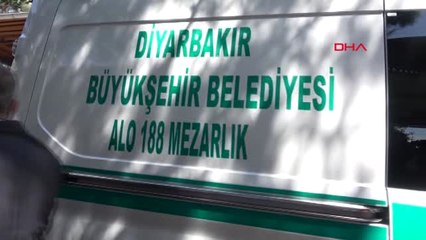 DİYARBAKIR
DHA
BÜYÜKŞEHİR BELEDİYESİ
ALO 188 MEZARLIK